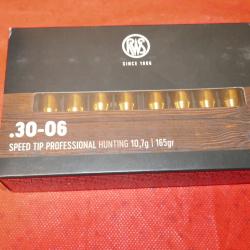 RWS
SINCE 1886
.30-06
SPEED TIP PROFESSIONAL HUNTING 10,7g | 165gr